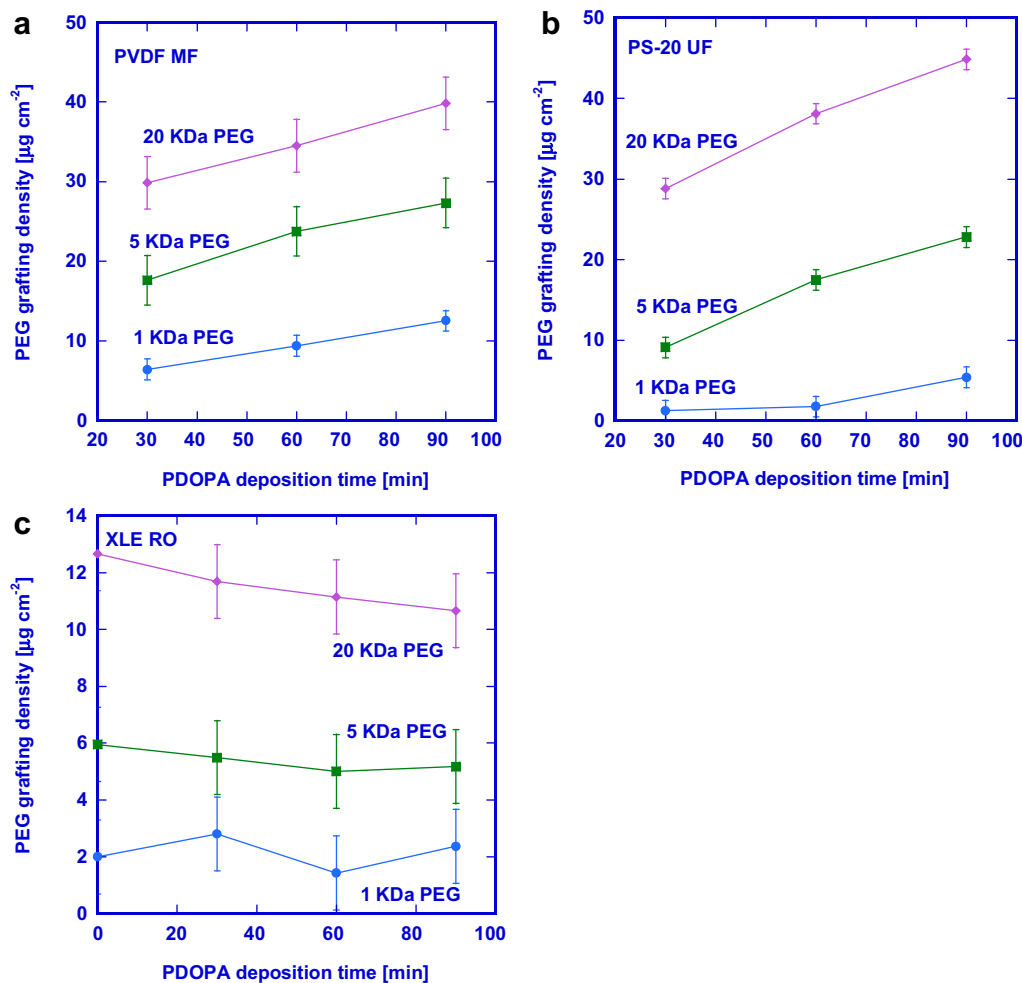 a
50
40
30
20
10
0
PEG grafting density [μg cm⁻²]
PVDF MF
20 KDa PEG
5 KDa PEG
1 KDa PEG
20 30 40 50 60 70 80 90 100
PDOPA deposition time [min]
b
50
40
30
20
10
0
PEG grafting density [μg cm⁻²]
PS-20 UF
20 KDa PEG
5 KDa PEG
1 KDa PEG
20 30 40 50 60 70 80 90 100
PDOPA deposition time [min]
c
14
12
10
8
6
4
2
0
PEG grafting density [μg cm⁻²]
XLE RO
20 KDa PEG
5 KDa PEG
1 KDa PEG
0 20 40 60 80 100
PDOPA deposition time [min]